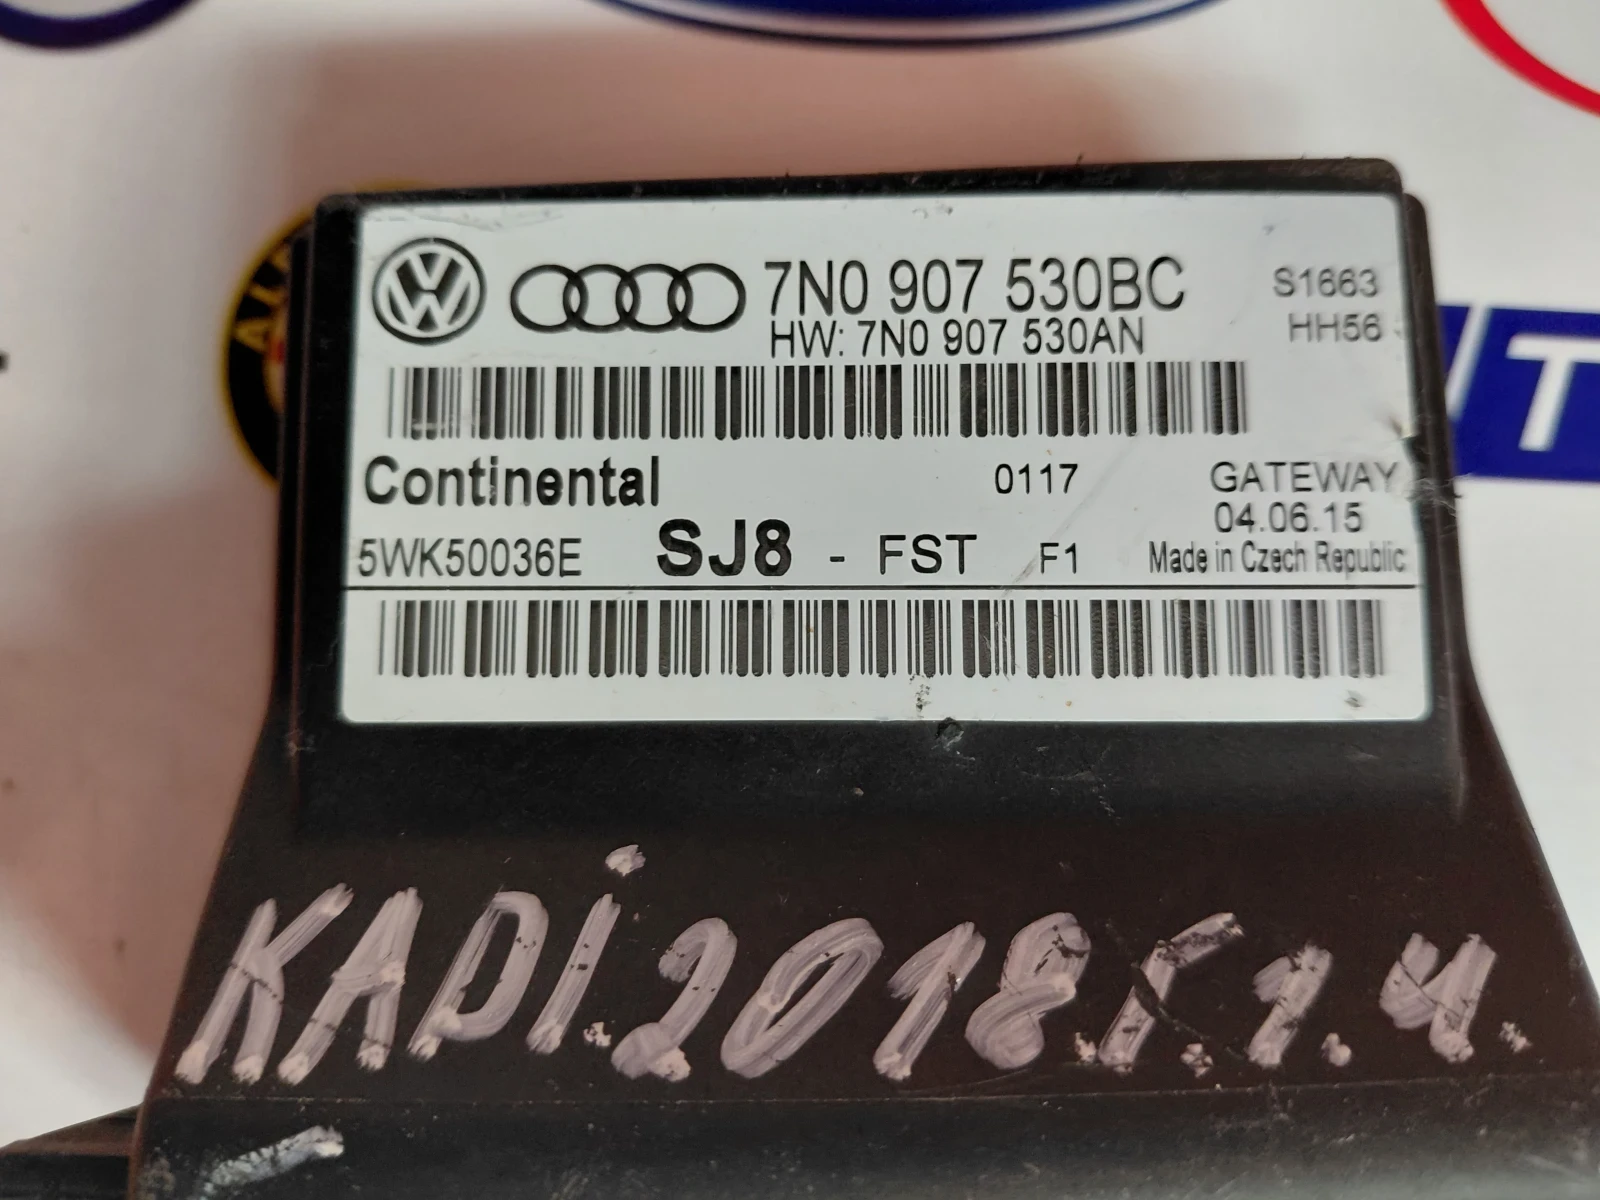 7N0 907 530BC
S1663
HW: 7N0 907 530AN
HH56
Continental
0117
GATEWAY
04.06.15
5WK50036E
SJ8 - FST F1
Made in Czech Republic
KADİ.2018г.1.4.
T